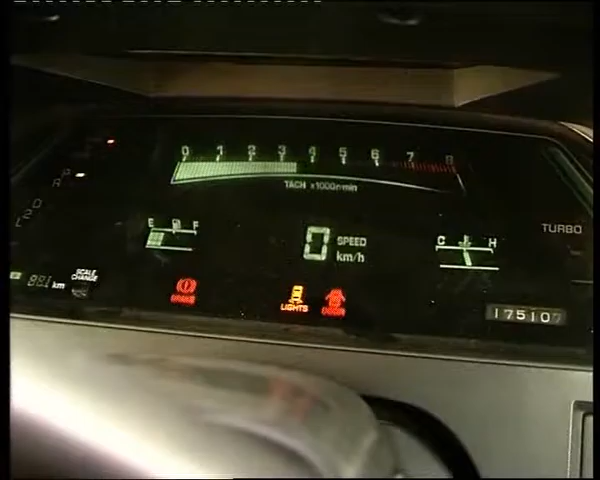 0 1 2 3 4 5 6 7 8
TACH x1000r/min
P
R
D
2
L
E F
0 SPEED
km/h
C H
TURBO
km
SCALE
CHANGE
BRAKE
LIGHTS
DOOR
175107